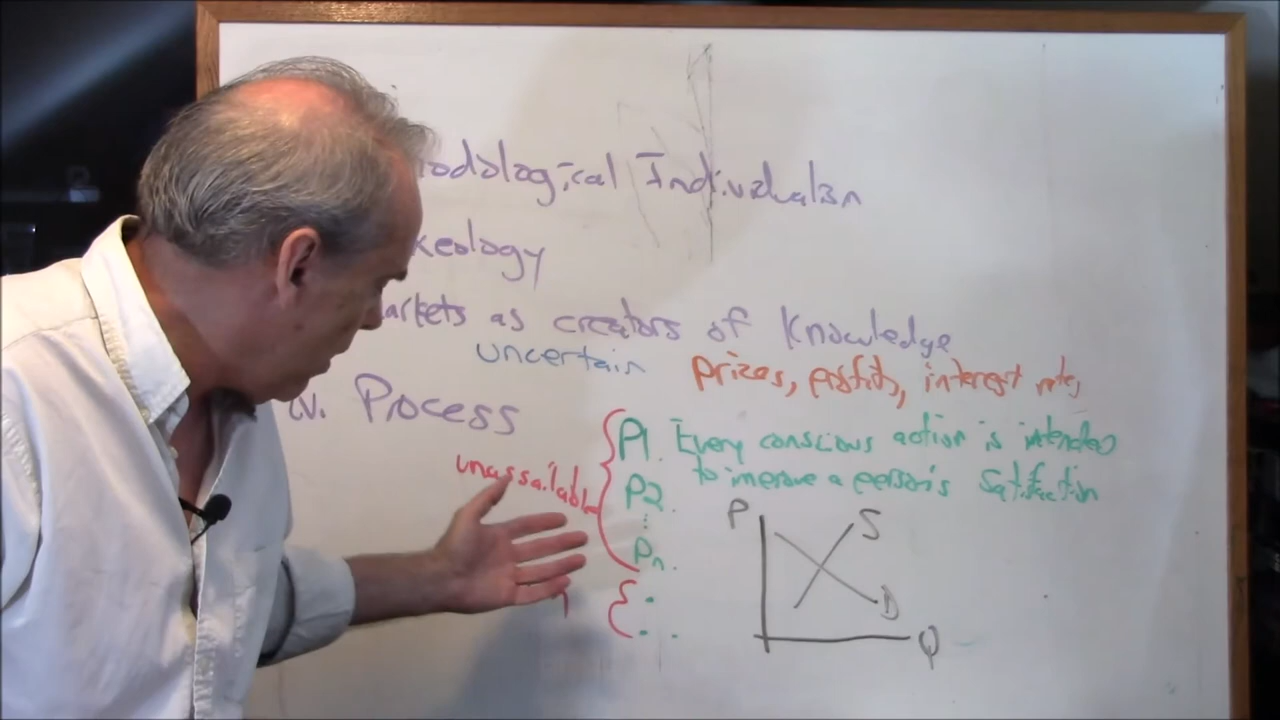 odological Individualism
keology
arkets as creators of Knowledge
uncertain prizes, profits, interest rates
iv. Process
unassailable
P1. Every conscious action is intended
to improve a person's satisfaction
P2.
⋮
Pn.
P S
D
Q